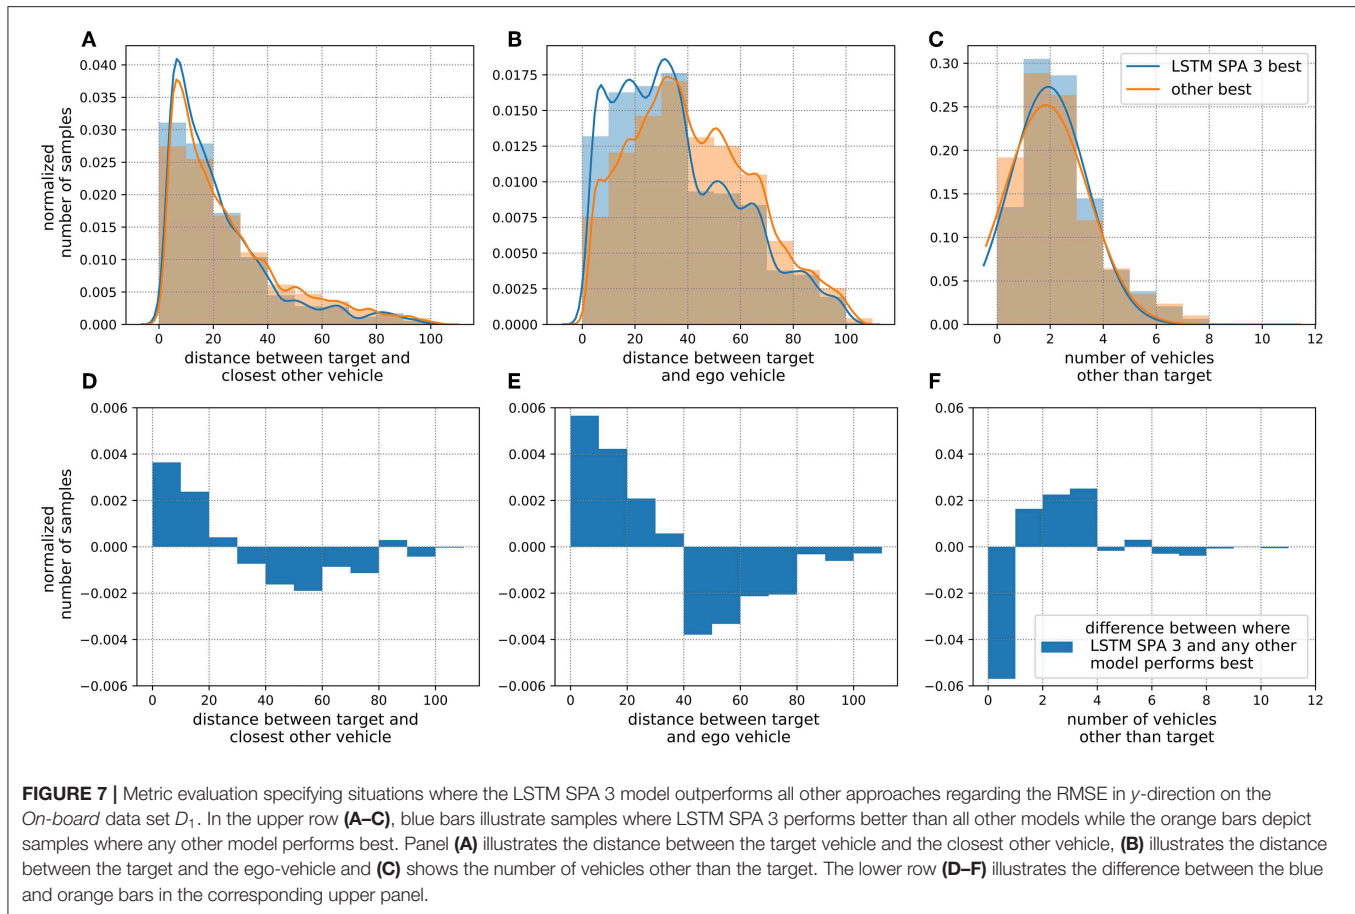 A
B
C
0.040
0.035
0.030
0.025
0.020
0.015
0.010
0.005
0.000
normalized
number of samples
0 20 40 60 80 100
distance between target and
closest other vehicle
0.0175
0.0150
0.0125
0.0100
0.0075
0.0050
0.0025
0.0000
0 20 40 60 80 100
distance between target
and ego vehicle
0.30
0.25
0.20
0.15
0.10
0.05
0.00
LSTM SPA 3 best
other best
0 2 4 6 8 10 12
number of vehicles
other than target
D
E
F
0.006
0.004
0.002
0.000
−0.002
−0.004
−0.006
normalized
number of samples
0 20 40 60 80 100
distance between target and
closest other vehicle
0.006
0.004
0.002
0.000
−0.002
−0.004
−0.006
0 20 40 60 80 100
distance between target
and ego vehicle
0.06
0.04
0.02
0.00
−0.02
−0.04
−0.06
difference between where
LSTM SPA 3 and any other
model performs best
0 2 4 6 8 10 12
number of vehicles
other than target
FIGURE 7 | Metric evaluation specifying situations where the LSTM SPA 3 model outperforms all other approaches regarding the RMSE in y-direction on the
On-board data set D1. In the upper row (A–C), blue bars illustrate samples where LSTM SPA 3 performs better than all other models while the orange bars depict
samples where any other model performs best. Panel (A) illustrates the distance between the target vehicle and the closest other vehicle, (B) illustrates the distance
between the target and the ego-vehicle and (C) shows the number of vehicles other than the target. The lower row (D–F) illustrates the difference between the blue
and orange bars in the corresponding upper panel.